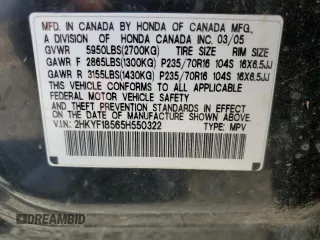 IN CANADA BY HONDA OF CANADA MFG.,
A DIVISION OF HONDA CANADA INC. 03/05
GVWR 5950LBS(2700KG) TIRE SIZE RIM SIZE
GAWR F 2865LBS(1300KG) P235/70R16 104S 16X6.5JJ
GAWR R 3155LBS(1430KG) P235/70R16 104S 16X6.5JJ
THIS VEHICLE CONFORMS TO ALL APPLICABLE
FEDERAL MOTOR VEHICLE SAFETY AND
THEFT PREVENTION STANDARDS IN EFFECT ON
THE DATE OF MANUFACTURE SHOWN ABOVE.
V.I.N: 2HKYF18565H550322 TYPE: MPV
DREAMBID